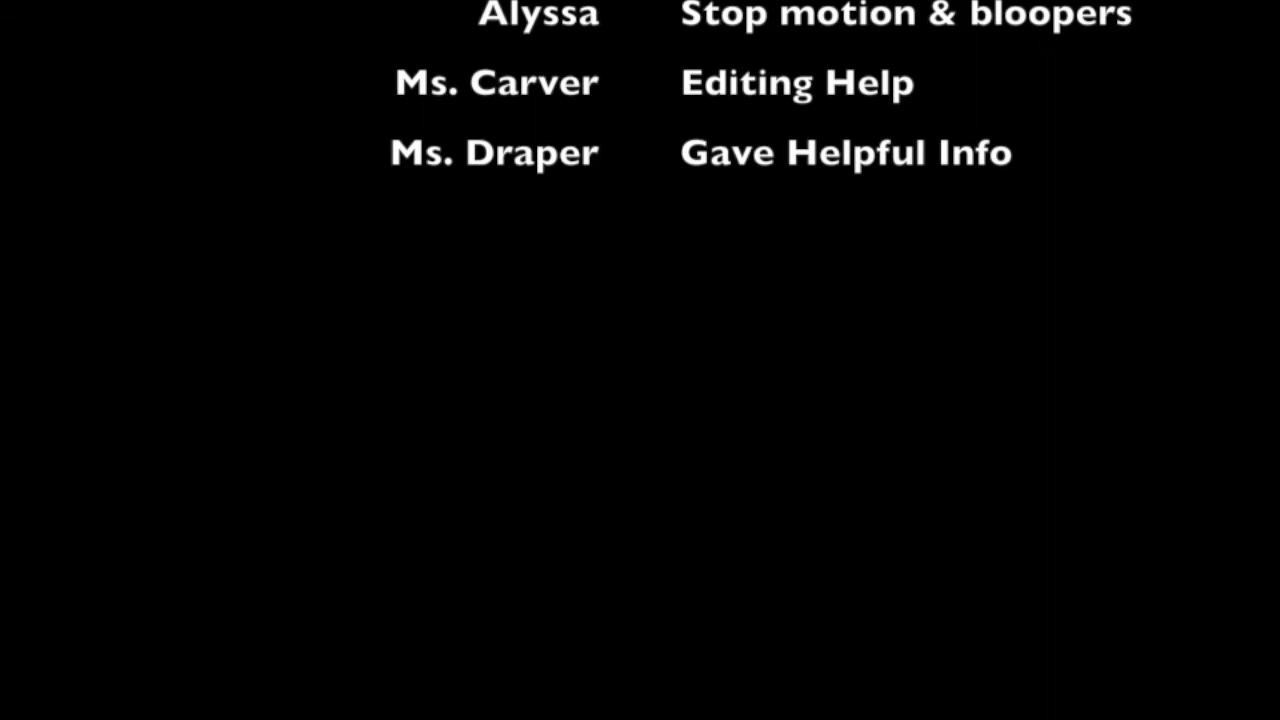 Alyssa Stop motion & bloopers
Ms. Carver Editing Help
Ms. Draper Gave Helpful Info